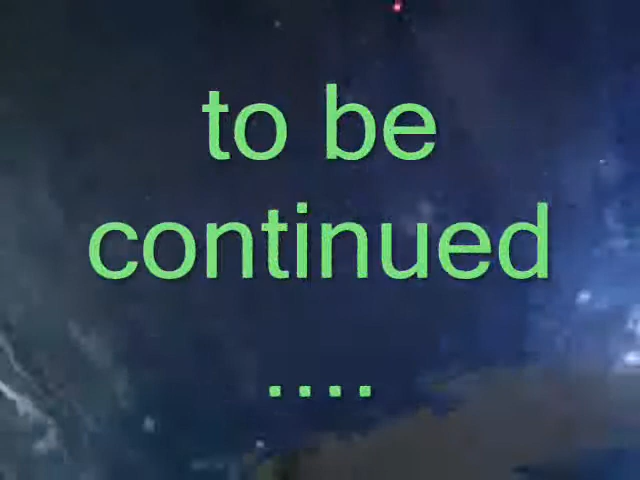 to be
continued
....